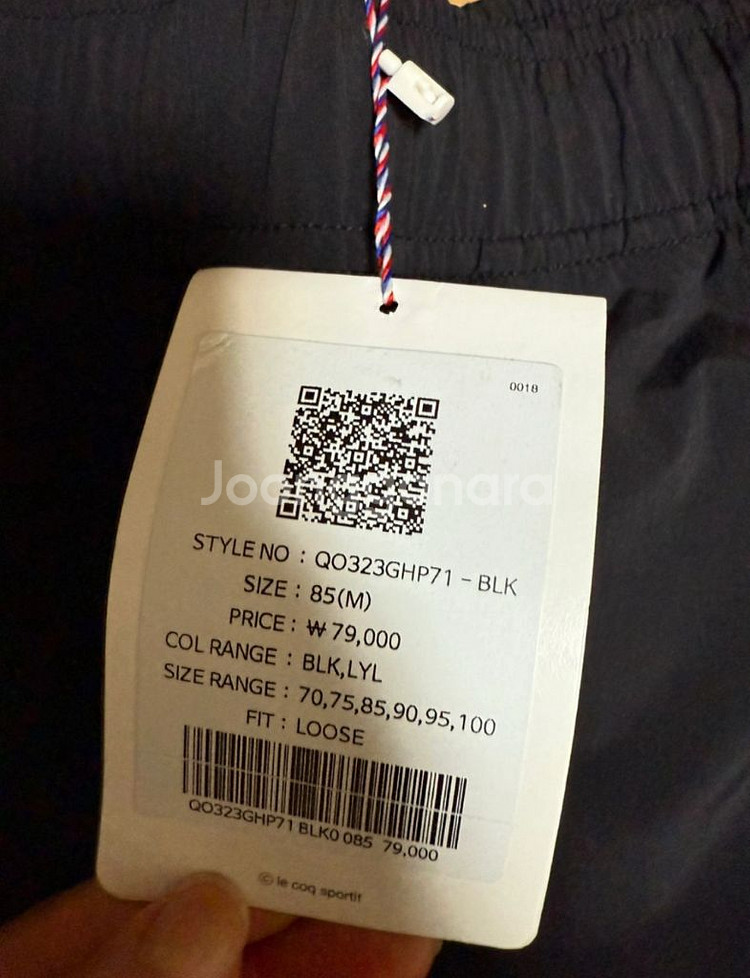 0018
Joongonara
STYLE NO : QO323GHP71 - BLK
SIZE : 85(M)
PRICE : ₩ 79,000
COL RANGE : BLK,LYL
SIZE RANGE : 70,75,85,90,95,100
FIT : LOOSE
QO323GHP71 BLK0 085 79,000
© le coq sportif